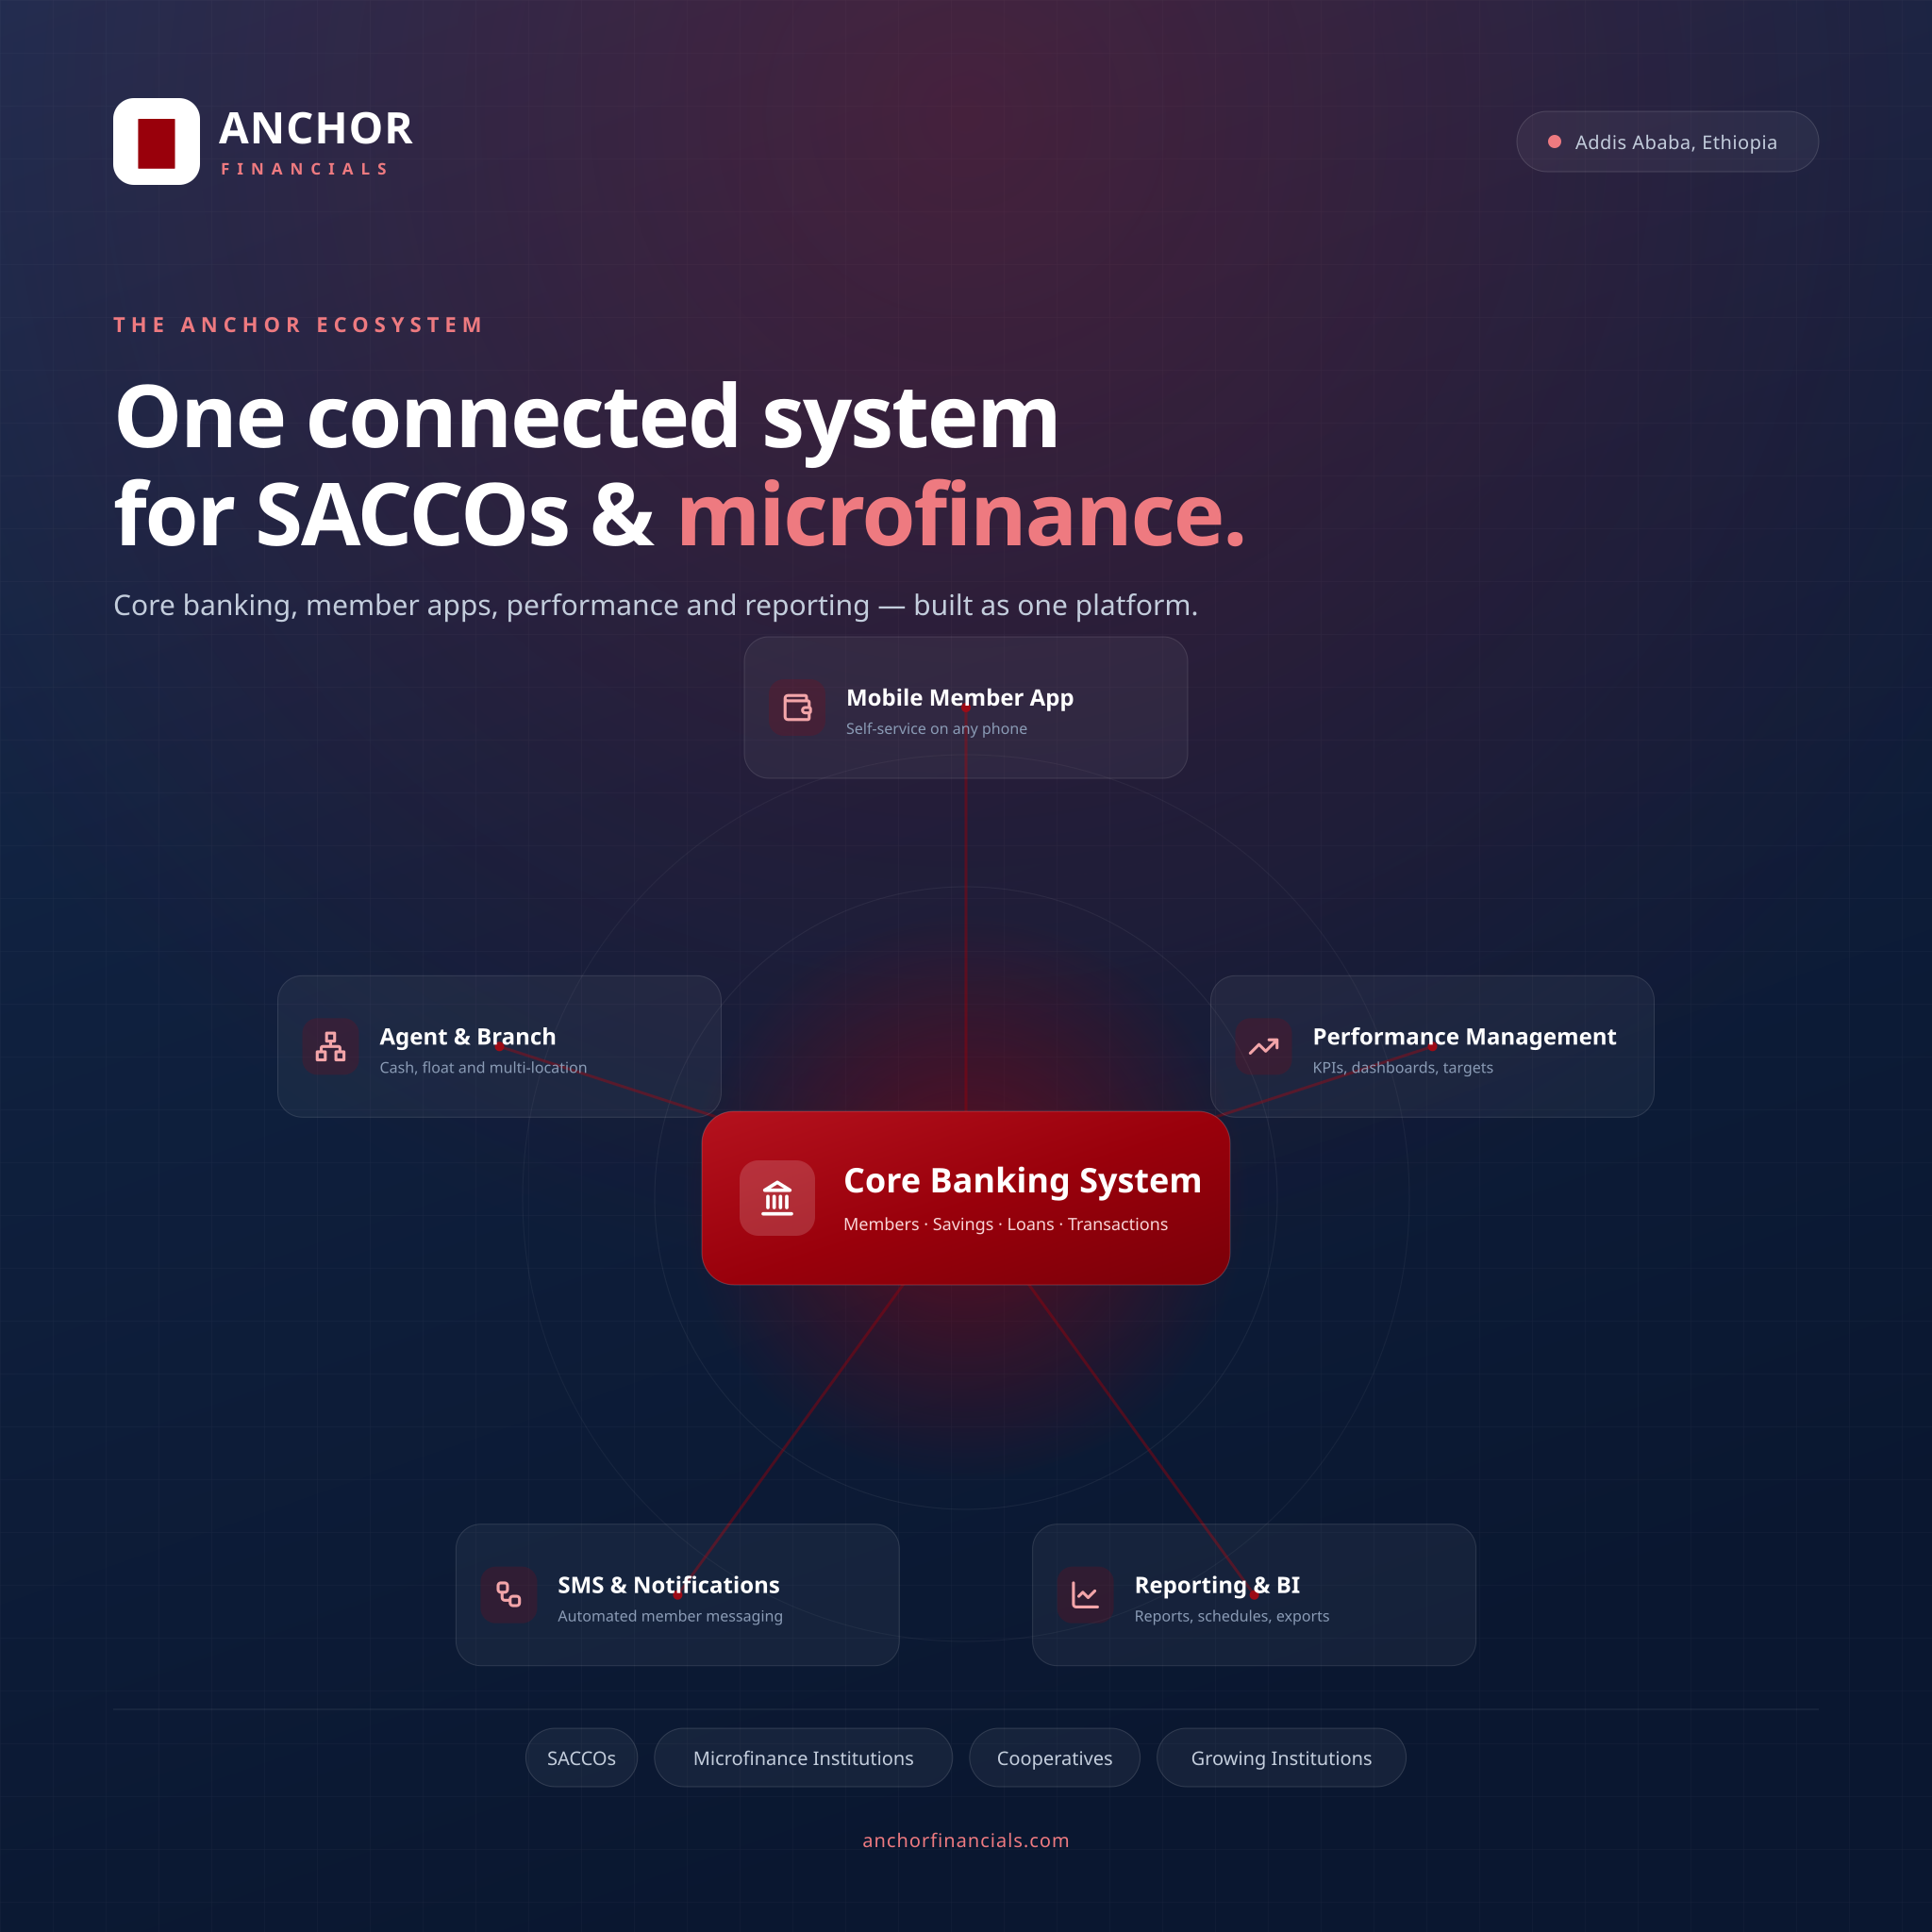 ANCHOR
FINANCIALS
Addis Ababa, Ethiopia
THE ANCHOR ECOSYSTEM
One connected system
for SACCOs & microfinance.
Core banking, member apps, performance and reporting — built as one platform.
Mobile Member App
Self-service on any phone
Agent & Branch
Cash, float and multi-location
Performance Management
KPIs, dashboards, targets
Core Banking System
Members · Savings · Loans · Transactions
SMS & Notifications
Automated member messaging
Reporting & BI
Reports, schedules, exports
SACCOs
Microfinance Institutions
Cooperatives
Growing Institutions
anchorfinancials.com